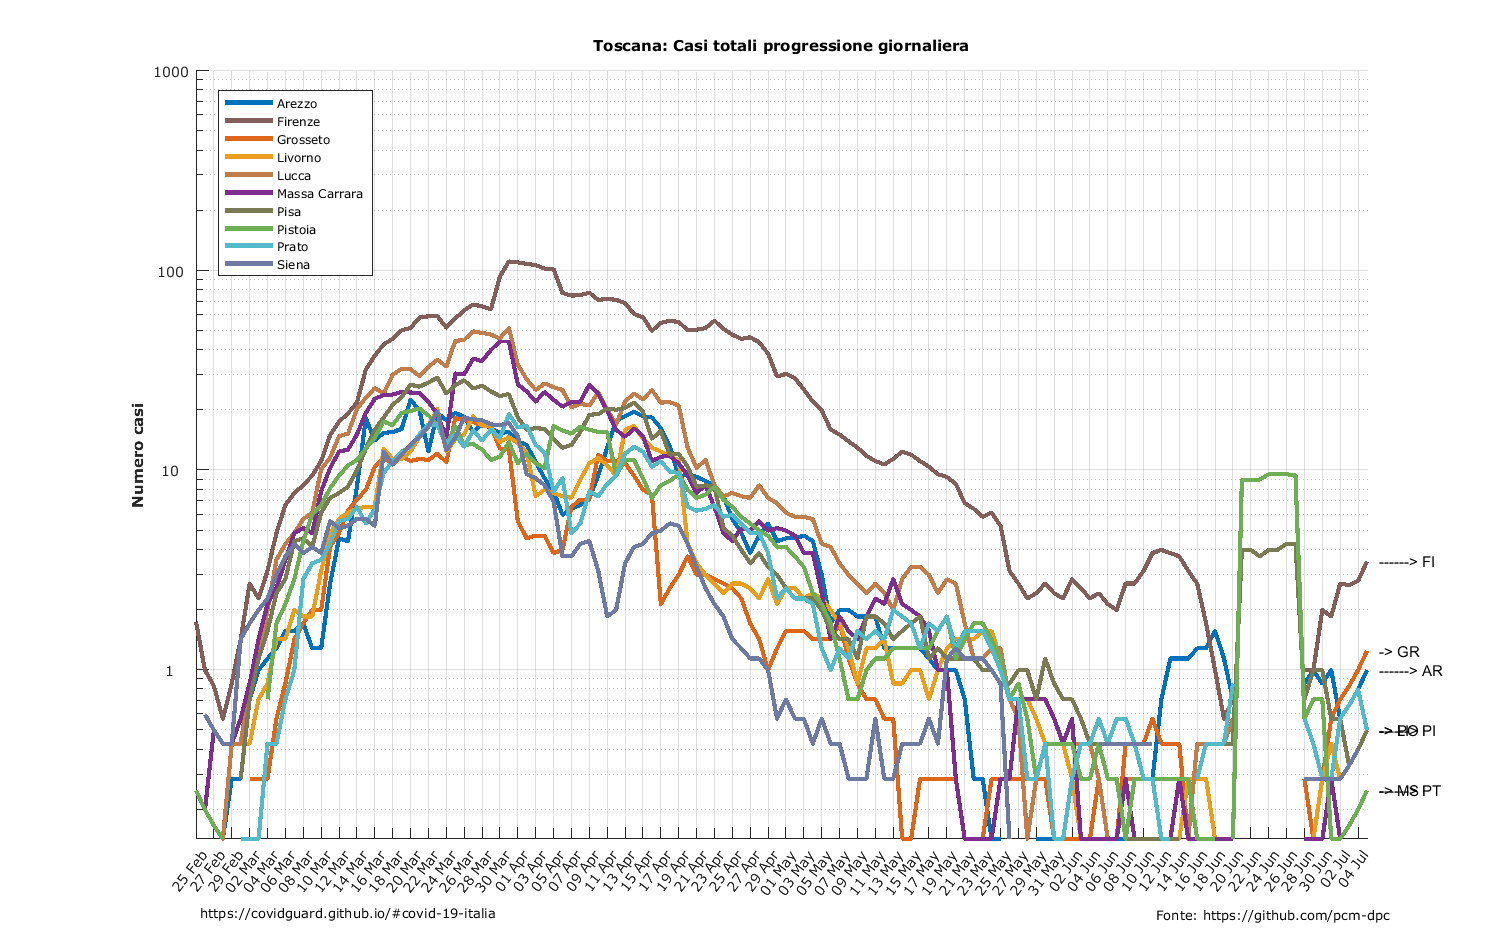 Toscana: Casi totali progressione giornaliera
Numero casi
1000
100
10
1
Arezzo
Firenze
Grosseto
Livorno
Lucca
Massa Carrara
Pisa
Pistoia
Prato
Siena
------> FI
-> GR
------> AR
PI
PT
25 Feb
27 Feb
29 Feb
02 Mar
04 Mar
06 Mar
08 Mar
10 Mar
12 Mar
14 Mar
16 Mar
18 Mar
20 Mar
22 Mar
24 Mar
26 Mar
28 Mar
30 Mar
01 Apr
03 Apr
05 Apr
07 Apr
09 Apr
11 Apr
13 Apr
15 Apr
17 Apr
19 Apr
21 Apr
23 Apr
25 Apr
27 Apr
29 Apr
01 May
03 May
05 May
07 May
09 May
11 May
13 May
15 May
17 May
19 May
21 May
23 May
25 May
27 May
29 May
31 May
02 Jun
04 Jun
06 Jun
08 Jun
10 Jun
12 Jun
14 Jun
16 Jun
18 Jun
20 Jun
22 Jun
24 Jun
26 Jun
28 Jun
30 Jun
02 Jul
04 Jul
https://covidguard.github.io/#covid-19-italia
Fonte: https://github.com/pcm-dpc